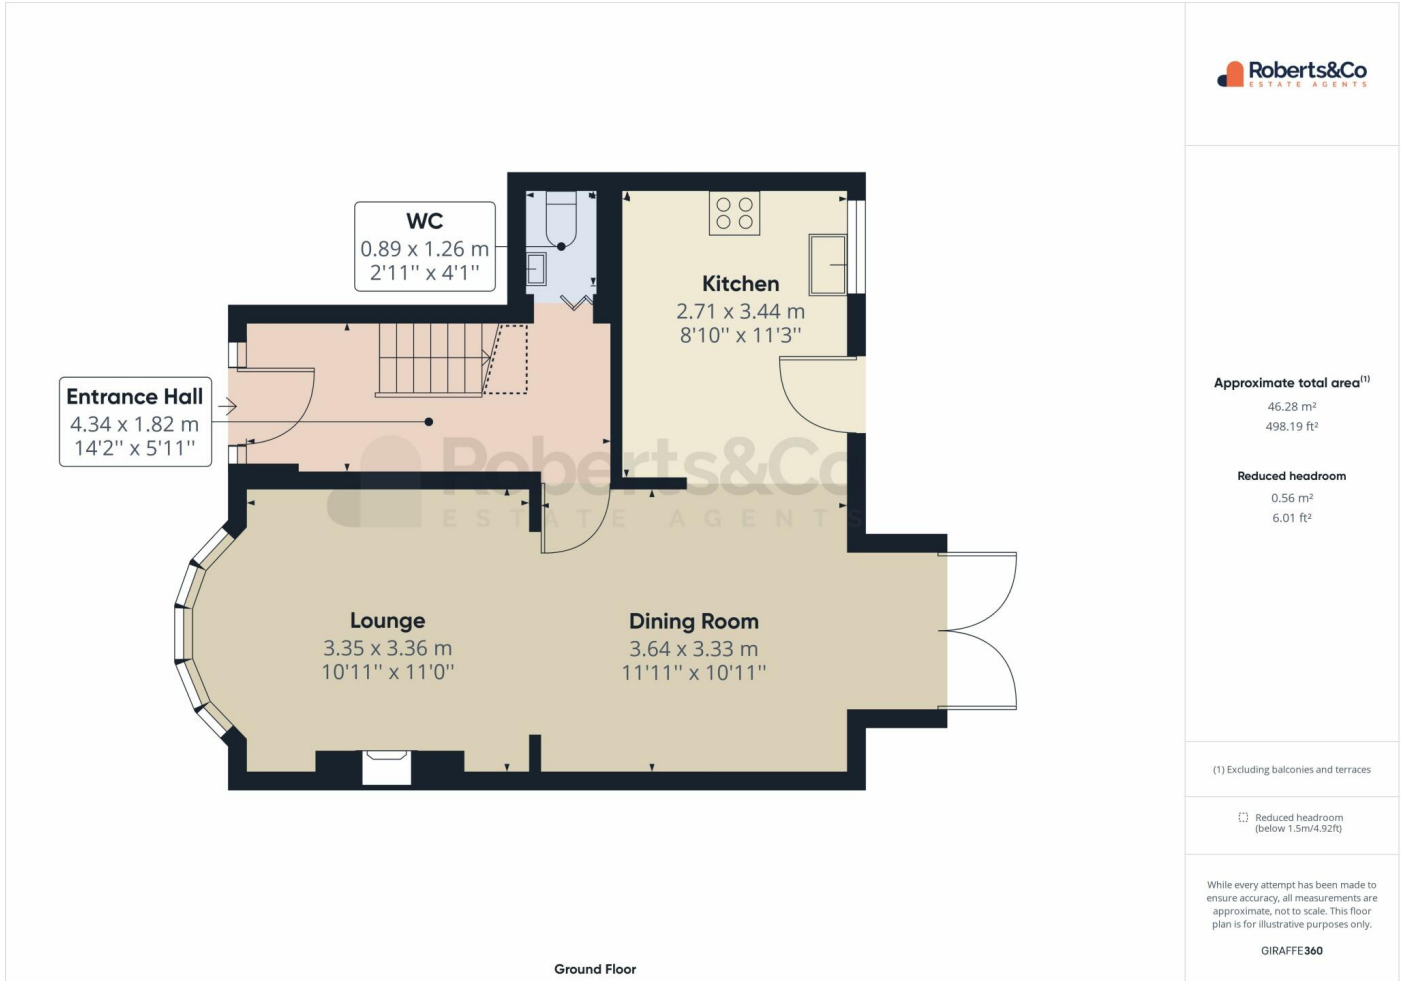 WC
0.89 x 1.26 m
2'11'' x 4'1''
Kitchen
2.71 x 3.44 m
8'10'' x 11'3''
Entrance Hall
4.34 x 1.82 m
14'2'' x 5'11''
Roberts&Co
ESTATE AGENTS
Lounge
3.35 x 3.36 m
10'11'' x 11'0''
Dining Room
3.64 x 3.33 m
11'11'' x 10'11''
Ground Floor
Roberts&Co
ESTATE AGENTS
Approximate total area(1)
46.28 m²
498.19 ft²
Reduced headroom
0.56 m²
6.01 ft²
(1) Excluding balconies and terraces
Reduced headroom
(below 1.5m/4.92ft)
While every attempt has been made to
ensure accuracy, all measurements are
approximate, not to scale. This floor
plan is for illustrative purposes only.
GIRAFFE360